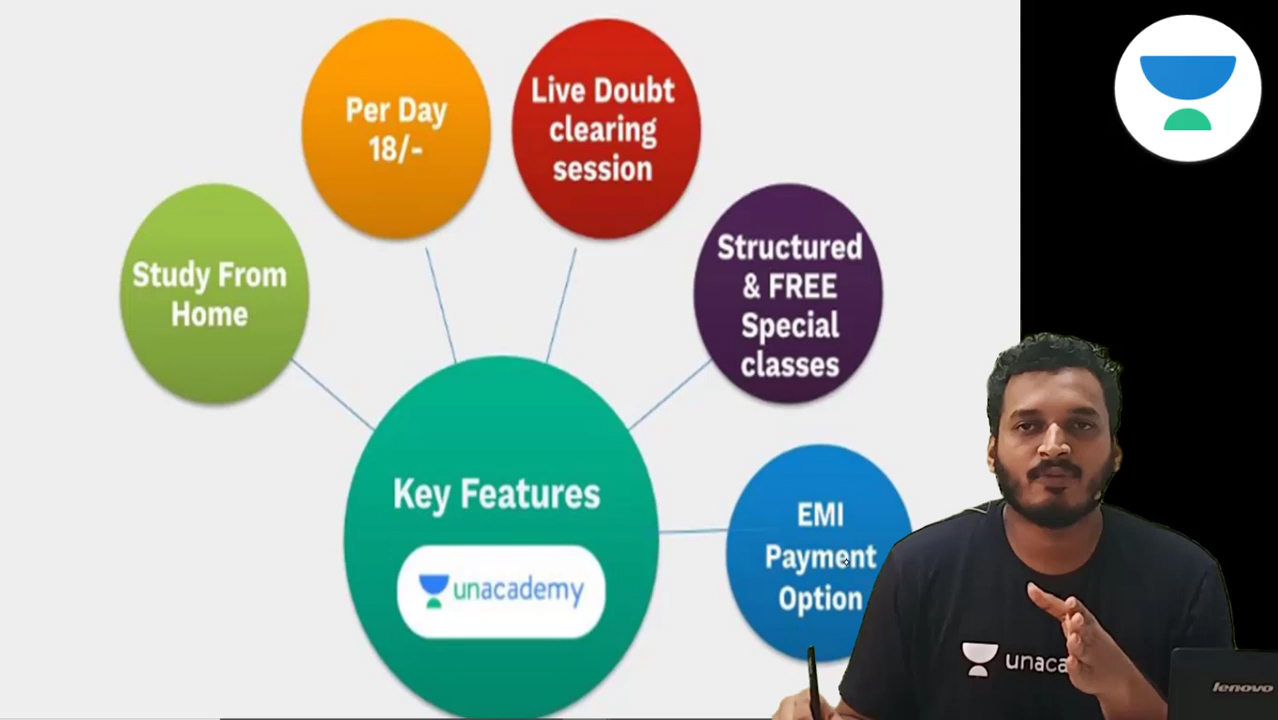 Per Day
18/-
Live Doubt
clearing
session
Study From
Home
Structured
& FREE
Special
classes
Key Features
unacademy
EMI
Payment
Option
lenovo